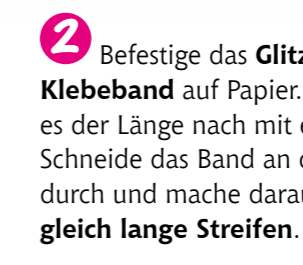 2 Befestige das
Klebeband auf Papier.
es der Länge nach mit
Schneide das Band an
durch und mache
gleich lange Streifen.